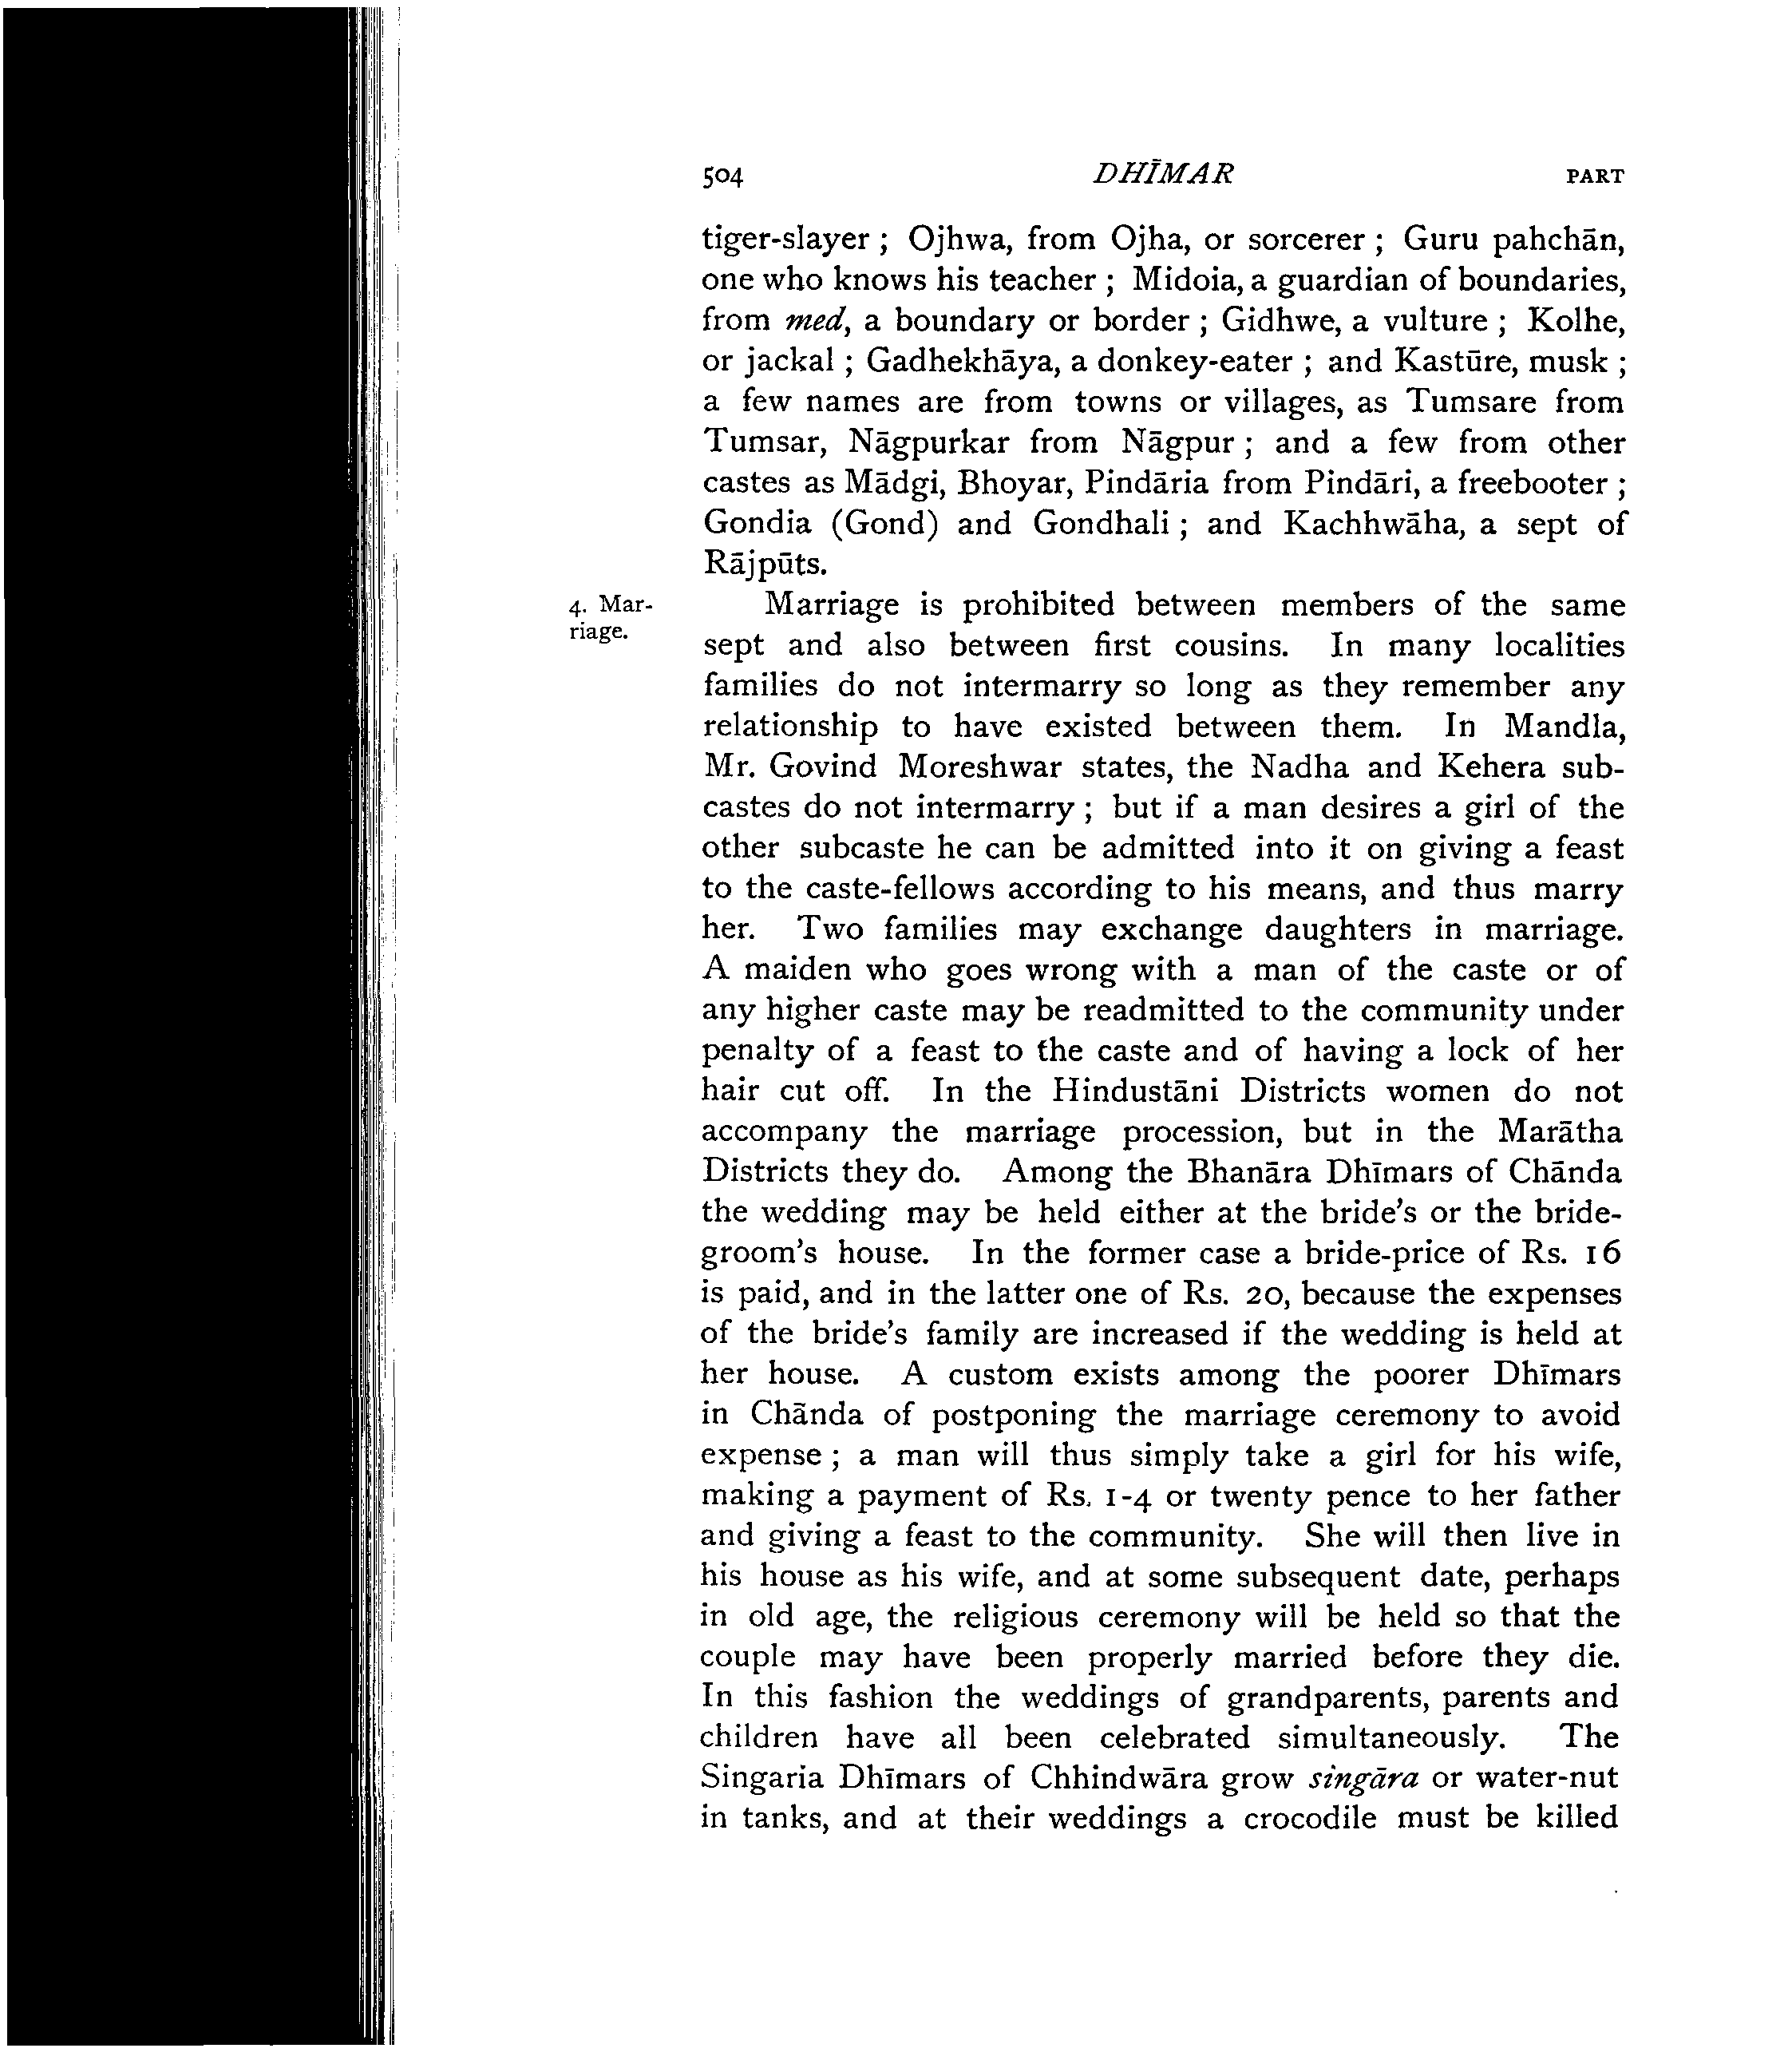 504 DHĪMAR PART
tiger-slayer ; Ojhwa, from Ojha, or sorcerer ; Guru pahchān,
one who knows his teacher ; Midoia, a guardian of boundaries,
from med, a boundary or border ; Gidhwe, a vulture ; Kolhe,
or jackal ; Gadhekhāya, a donkey-eater ; and Kastūre, musk ;
a few names are from towns or villages, as Tumsare from
Tumsar, Nāgpurkar from Nāgpur ; and a few from other
castes as Mādgi, Bhoyar, Pindāria from Pindāri, a freebooter ;
Gondia (Gond) and Gondhali ; and Kachhwāha, a sept of
Rājpūts.
4. Mar-
riage.
Marriage is prohibited between members of the same
sept and also between first cousins. In many localities
families do not intermarry so long as they remember any
relationship to have existed between them. In Mandla,
Mr. Govind Moreshwar states, the Nadha and Kehera sub-
castes do not intermarry ; but if a man desires a girl of the
other subcaste he can be admitted into it on giving a feast
to the caste-fellows according to his means, and thus marry
her. Two families may exchange daughters in marriage.
A maiden who goes wrong with a man of the caste or of
any higher caste may be readmitted to the community under
penalty of a feast to the caste and of having a lock of her
hair cut off. In the Hindustāni Districts women do not
accompany the marriage procession, but in the Marātha
Districts they do. Among the Bhanāra Dhīmars of Chānda
the wedding may be held either at the bride's or the bride-
groom's house. In the former case a bride-price of Rs. 16
is paid, and in the latter one of Rs. 20, because the expenses
of the bride's family are increased if the wedding is held at
her house. A custom exists among the poorer Dhīmars
in Chānda of postponing the marriage ceremony to avoid
expense ; a man will thus simply take a girl for his wife,
making a payment of Rs. 1-4 or twenty pence to her father
and giving a feast to the community. She will then live in
his house as his wife, and at some subsequent date, perhaps
in old age, the religious ceremony will be held so that the
couple may have been properly married before they die.
In this fashion the weddings of grandparents, parents and
children have all been celebrated simultaneously. The
Singaria Dhīmars of Chhindwāra grow singāra or water-nut
in tanks, and at their weddings a crocodile must be killed